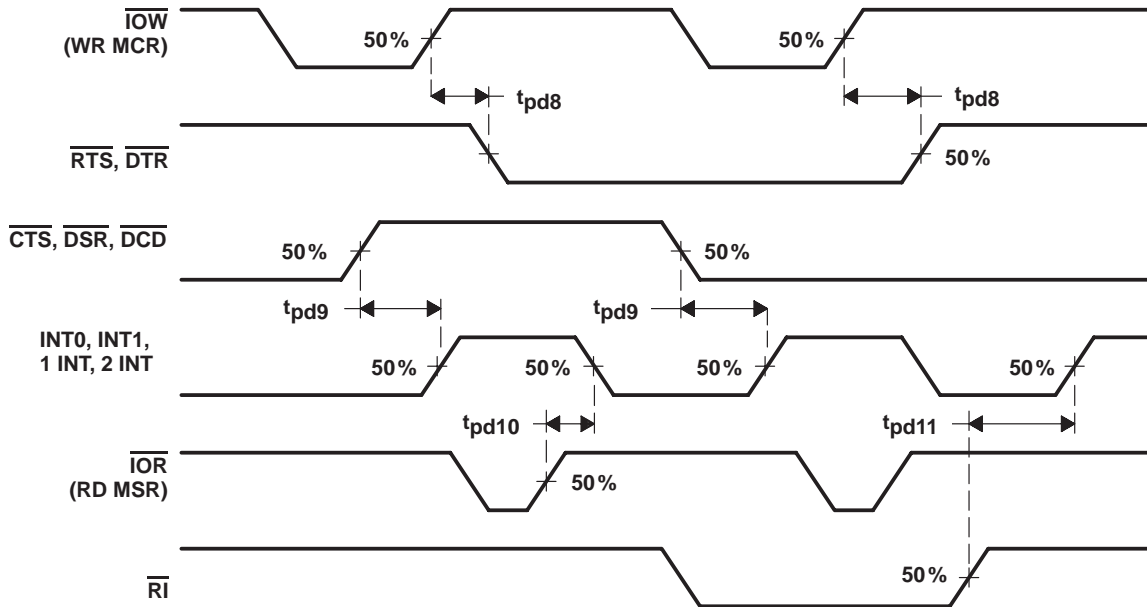 IOW
(WR MCR)
50%
50%
tpd8
tpd8
RTS, DTR
50%
CTS, DSR, DCD
50%
50%
tpd9
tpd9
INT0, INT1,
1 INT, 2 INT
50%
50%
50%
50%
tpd10
tpd11
IOR
(RD MSR)
50%
50%
RI